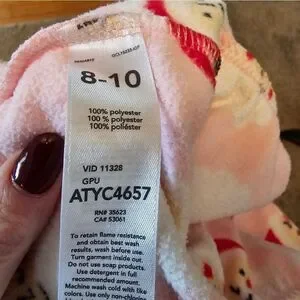 8-10
100% polyester
100 % polyester
100% poliéster
VID 11328
GPU
ATYC4657
RN# 35623
CA# 53061
To retain flame resistance
and obtain best wash
results, wash before use.
Turn garment inside out.
Do not use soap products.
Use detergent in full
recommended amount.
Machine wash cold with like
colors. Use only non-chlorine